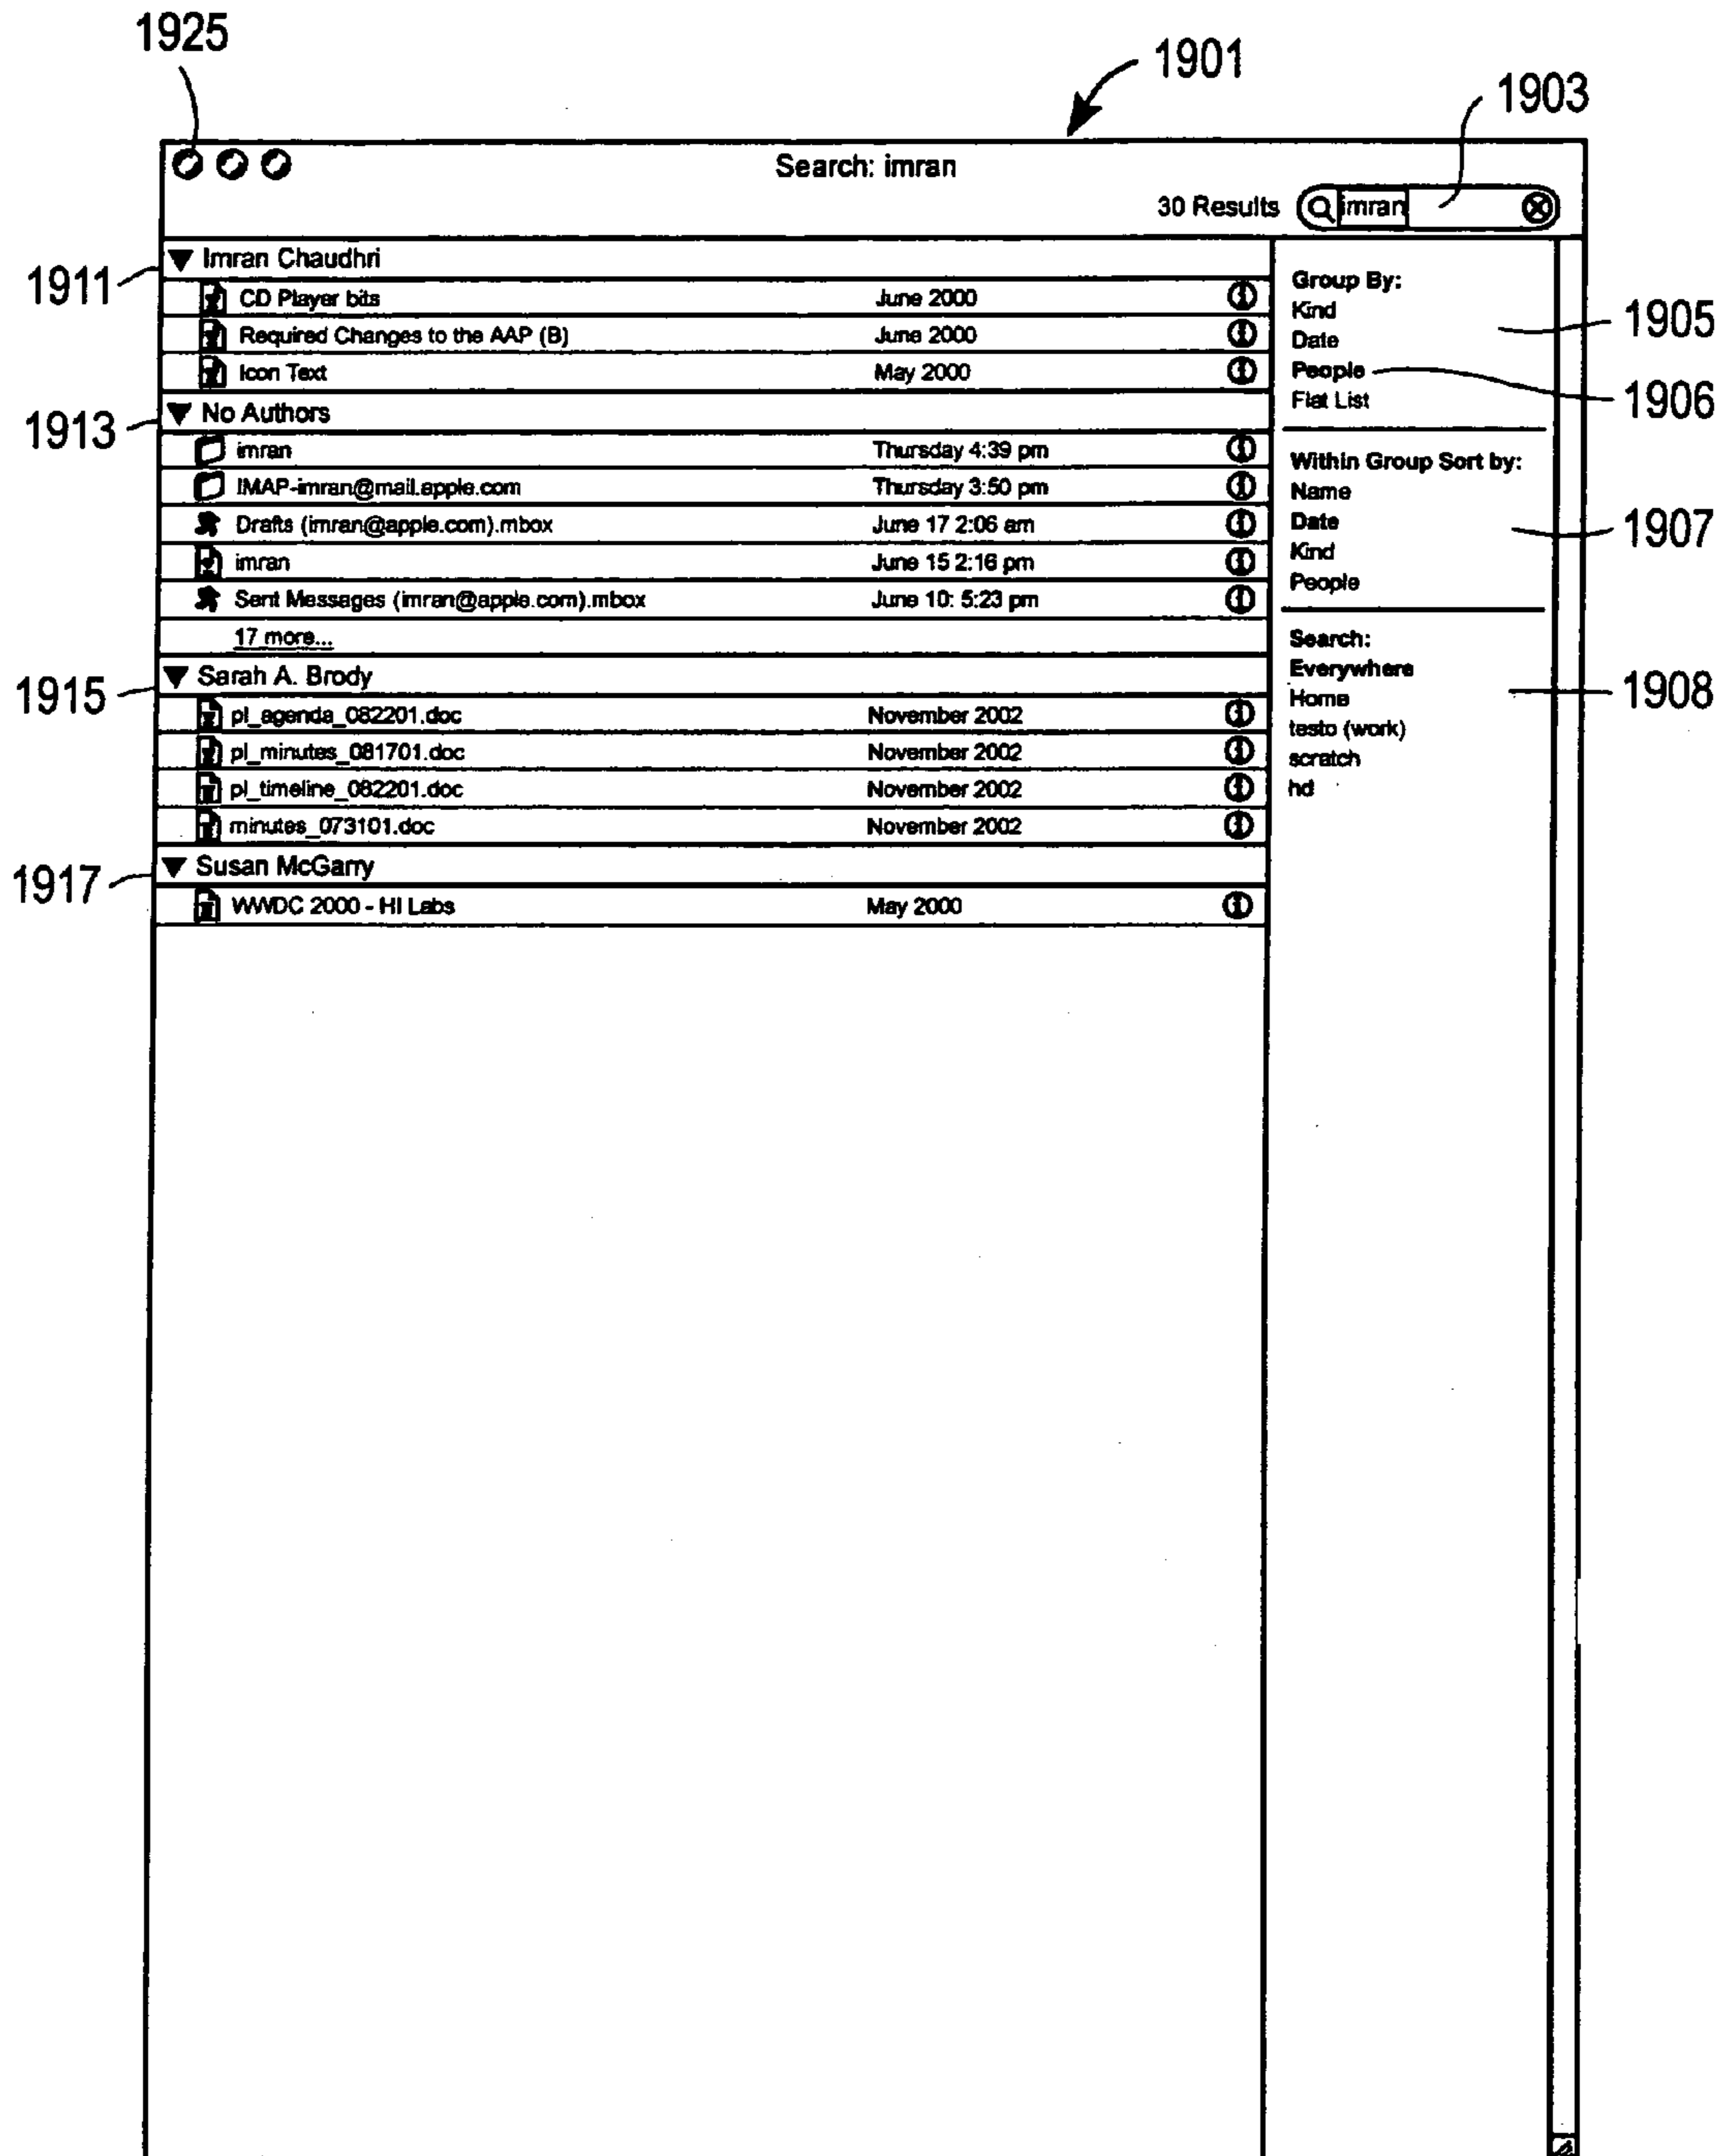 1925
1901
1903
Search: imran
30 Results imran
1911
Imran Chaudhri
CD Player bits June 2000
Required Changes to the AAP (B) June 2000
Icon Text May 2000
1913
No Authors
imran Thursday 4:39 pm
IMAP-imran@mail.apple.com Thursday 3:50 pm
Drafts (imran@apple.com).mbox June 17 2:06 am
imran June 15 2:16 pm
Sent Messages (imran@apple.com).mbox June 10: 5:23 pm
17 more...
1915
Sarah A. Brody
pl_agenda_082201.doc November 2002
pl_minutes_081701.doc November 2002
pl_timeline_082201.doc November 2002
minutes_073101.doc November 2002
1917
Susan McGarry
WWDC 2000 - HI Labs May 2000
Group By:
Kind
Date
People
Flat List
1905
1906
Within Group Sort by:
Name
Date
Kind
People
1907
Search:
Everywhere
Home
testo (work)
scratch
hd
1908